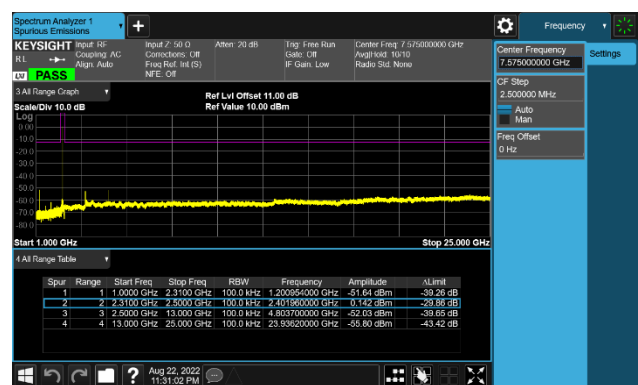 Spectrum Analyzer 1
Spurious Emissions
+
Frequency
KEYSIGHT
Input: RF
Coupling: AC
Align: Auto
Input Z: 50 Ω
Corrections: Off
Freq Ref: Int (S)
NFE: Off
Atten: 20 dB
Trig: Free Run
Gate: Off
IF Gain: Low
Center Freq: 7.575000000 GHz
Avg|Hold: 10/10
Radio Std: None
PASS
Center Frequency
7.575000000 GHz
Settings
CF Step
2.500000 MHz
Auto
Man
Freq Offset
0 Hz
3 All Range Graph
Scale/Div 10.0 dB
Ref Lvl Offset 11.00 dB
Ref Value 10.00 dBm
Log
0.00
-10.0
-20.0
-30.0
-40.0
-50.0
-60.0
-70.0
-80.0
Start 1.000 GHz
Stop 25.000 GHz
4 All Range Table
Spur Range Start Freq Stop Freq RBW Frequency Amplitude ΔLimit
1 1 1.0000 GHz 2.3100 GHz 100.0 kHz 1.200954000 GHz -51.64 dBm -39.26 dB
2 2 2.3100 GHz 2.5000 GHz 100.0 kHz 2.401960000 GHz 0.142 dBm -29.86 dB
3 3 2.5000 GHz 13.000 GHz 100.0 kHz 4.803700000 GHz -52.03 dBm -39.65 dB
4 4 13.000 GHz 25.000 GHz 100.0 kHz 23.93620000 GHz -55.80 dBm -43.42 dB
?
Aug 22, 2022
11:31:02 PM